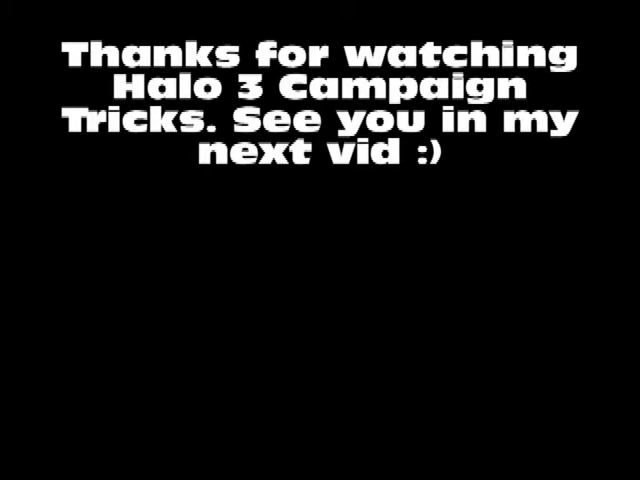 Thanks for watching
Halo 3 Campaign
Tricks. See you in my
next vid :)